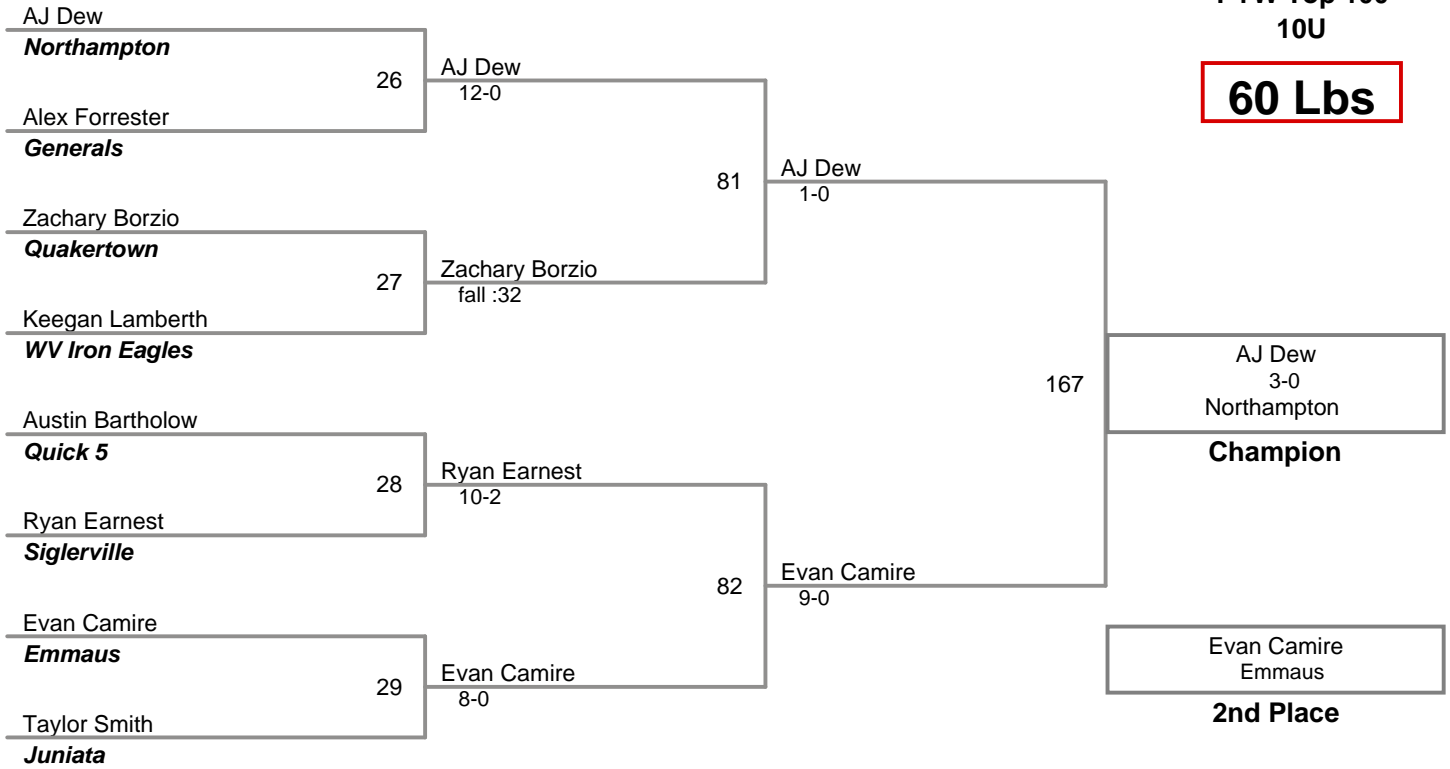 10U
60 Lbs
AJ Dew
Northampton
26
AJ Dew
12-0
Alex Forrester
Generals
81
AJ Dew
1-0
Zachary Borzio
Quakertown
27
Zachary Borzio
fall :32
Keegan Lamberth
WV Iron Eagles
167
AJ Dew
3-0
Northampton
Champion
Austin Bartholow
Quick 5
28
Ryan Earnest
10-2
Ryan Earnest
Siglerville
82
Evan Camire
9-0
Evan Camire
Emmaus
29
Evan Camire
8-0
Taylor Smith
Juniata
Evan Camire
Emmaus
2nd Place